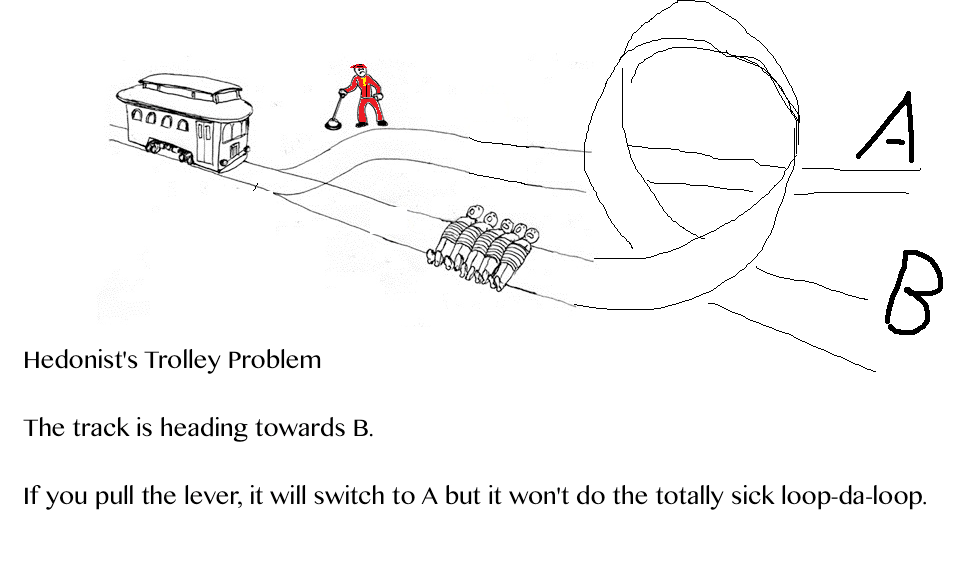 A
B
Hedonist's Trolley Problem
The track is heading towards B.
If you pull the lever, it will switch to A but it won't do the totally sick loop-da-loop.